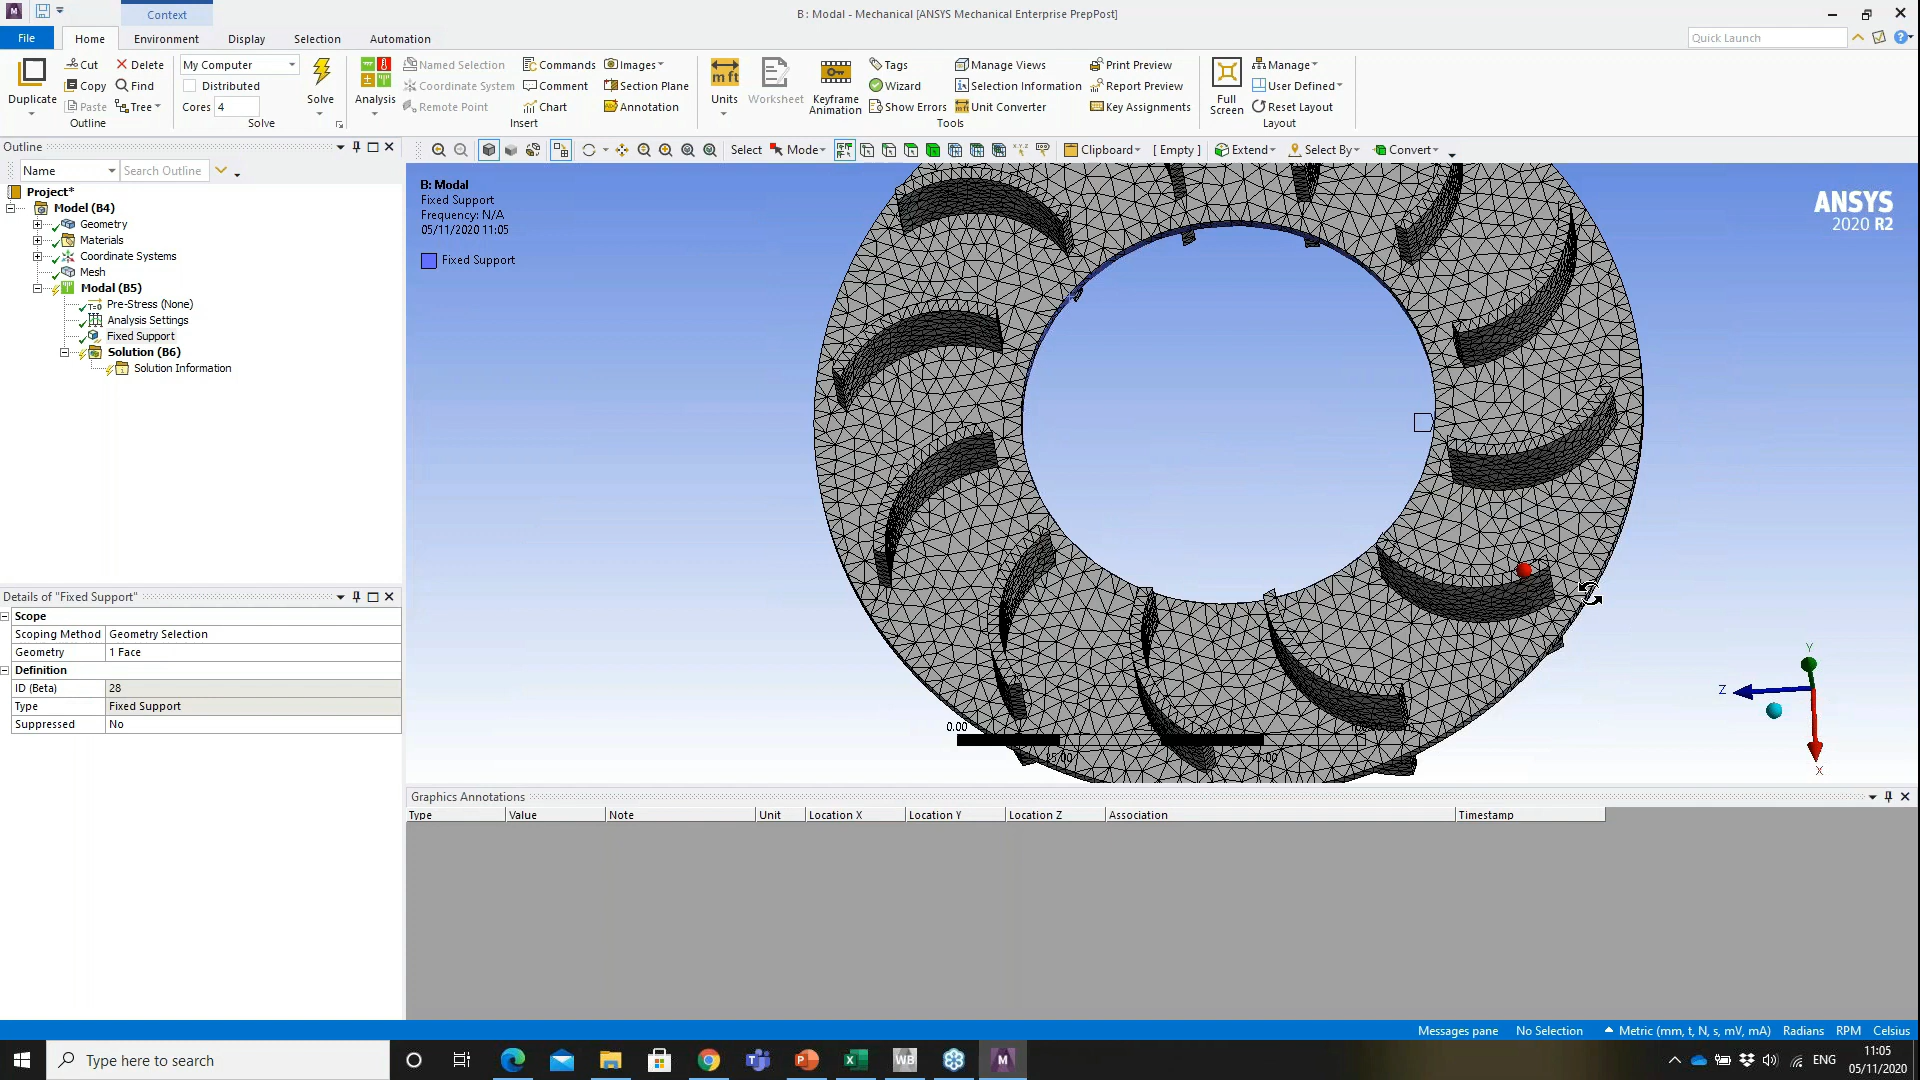 Context
B : Modal - Mechanical [ANSYS Mechanical Enterprise PrepPost]
File Home Environment Display Selection Automation
Quick Launch
Cut Delete My Computer Named Selection Commands Images Tags Manage Views Print Preview Manage
Copy Find Distributed Coordinate System Comment Section Plane Wizard Selection Information Report Preview User Defined
Duplicate Paste Tree Cores 4 Solve Analysis Remote Point Chart Annotation Units Worksheet Keyframe Animation Show Errors Unit Converter Key Assignments Full Screen Reset Layout
Outline Solve Insert Tools Layout
Outline
Select Mode Clipboard [ Empty ] Extend Select By Convert
Name Search Outline
Project*
Model (B4)
Geometry
Materials
Coordinate Systems
Mesh
Modal (B5)
Pre-Stress (None)
Analysis Settings
Fixed Support
Solution (B6)
Solution Information
B: Modal
Fixed Support
Frequency: N/A
05/11/2020 11:05
Fixed Support
ANSYS
2020 R2
Details of "Fixed Support"
Scope
Scoping Method Geometry Selection
Geometry 1 Face
Definition
ID (Beta) 28
Type Fixed Support
Suppressed No
Y
Z
X
0.00
75.00
Graphics Annotations
Type Value Note Unit Location X Location Y Location Z Association Timestamp
Messages pane No Selection Metric (mm, t, N, s, mV, mA) Radians RPM Celsius
Type here to search
WB
M
ENG
11:05
05/11/2020